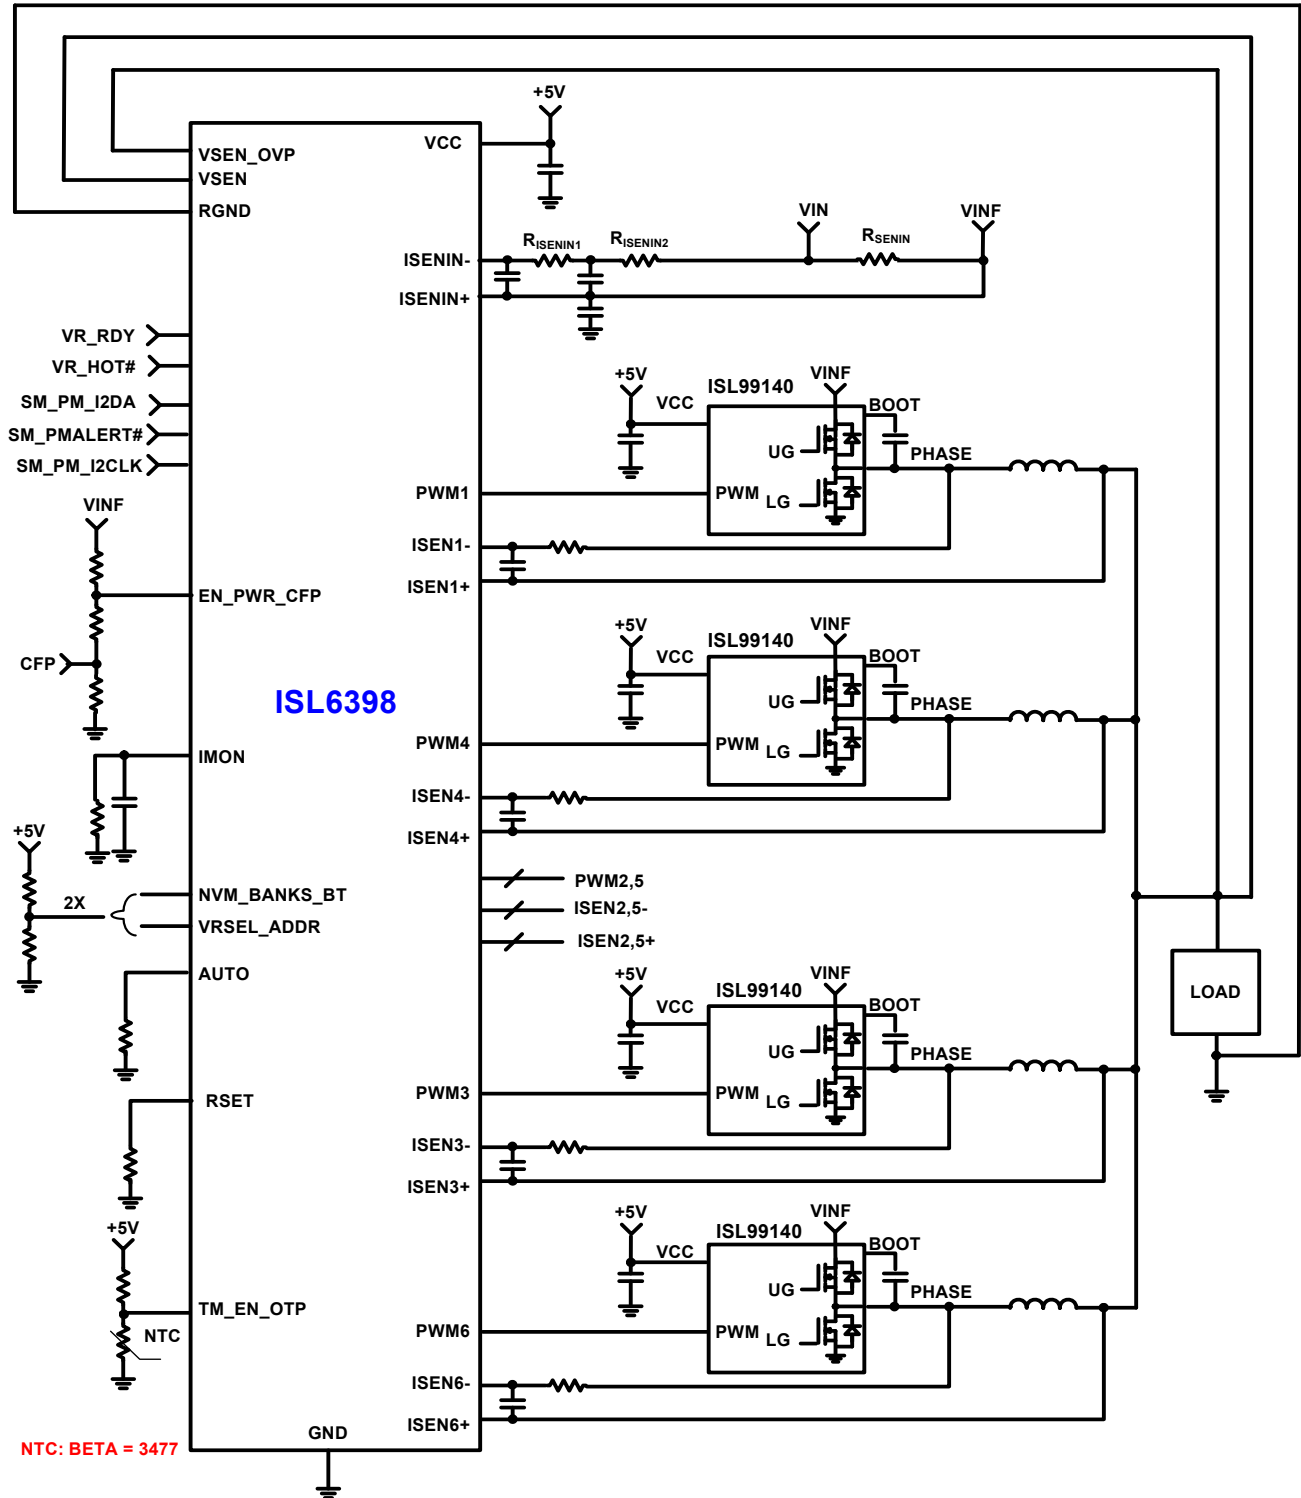 +5V
VCC
VSEN_OVP
VSEN
RGND
VIN
VINF
RISENIN1
RISENIN2
RSENIN
ISENIN-
ISENIN+
VR_RDY
VR_HOT#
SM_PM_I2DA
SM_PMALERT#
SM_PM_I2CLK
VINF
EN_PWR_CFP
CFP
ISL6398
IMON
+5V
2X
NVM_BANKS_BT
VRSEL_ADDR
AUTO
RSET
+5V
TM_EN_OTP
NTC
NTC: BETA = 3477
GND
+5V
ISL99140
VINF
VCC
BOOT
UG
PHASE
PWM1
PWM
LG
ISEN1-
ISEN1+
+5V
ISL99140
VINF
VCC
BOOT
UG
PHASE
PWM4
PWM
LG
ISEN4-
ISEN4+
PWM2,5
ISEN2,5-
ISEN2,5+
+5V
ISL99140
VINF
VCC
BOOT
UG
PHASE
PWM3
PWM
LG
ISEN3-
ISEN3+
+5V
ISL99140
VINF
VCC
BOOT
UG
PHASE
PWM6
PWM
LG
ISEN6-
ISEN6+
LOAD